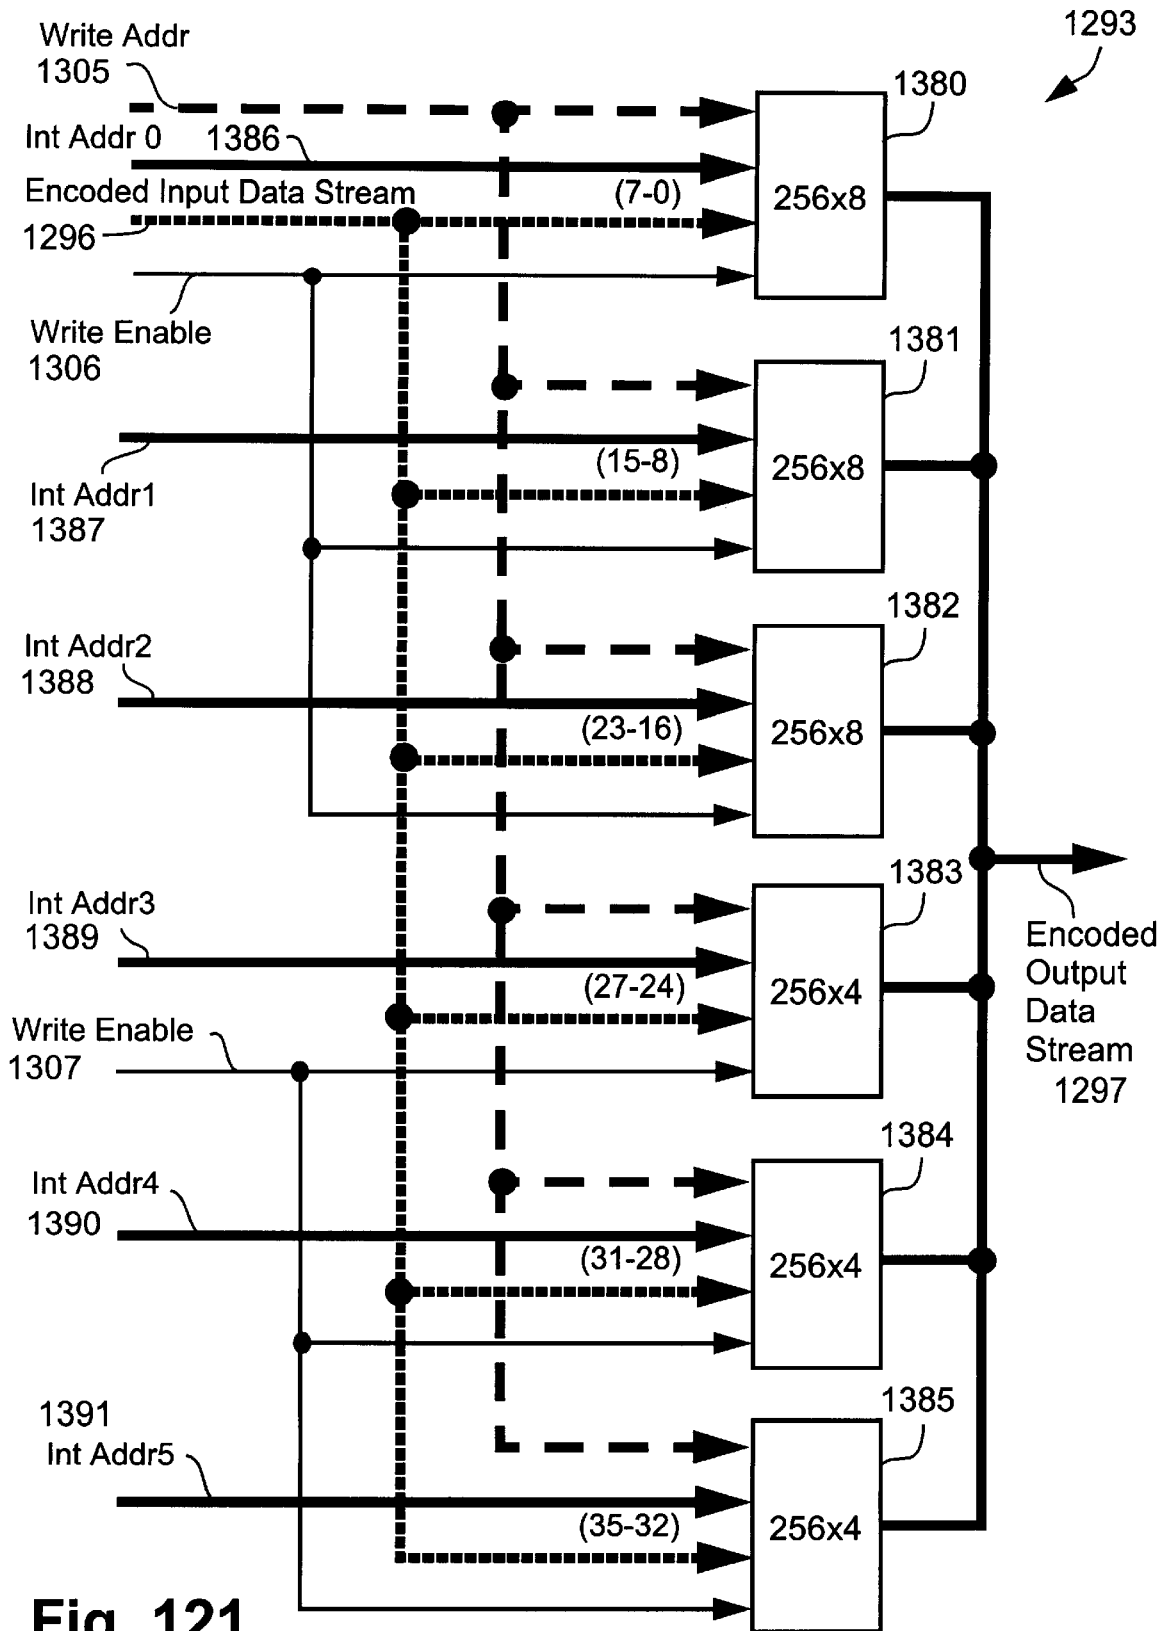 Write Addr
1305
1293
1380
Int Addr 0
1386
(7-0)
256x8
Encoded Input Data Stream
1296
Write Enable
1306
1381
(15-8)
256x8
Int Addr1
1387
1382
Int Addr2
1388
(23-16)
256x8
1383
Int Addr3
1389
(27-24)
256x4
Encoded
Output
Data
Stream
1297
Write Enable
1307
1384
Int Addr4
1390
(31-28)
256x4
1385
1391
Int Addr5
(35-32)
256x4
Fig. 121